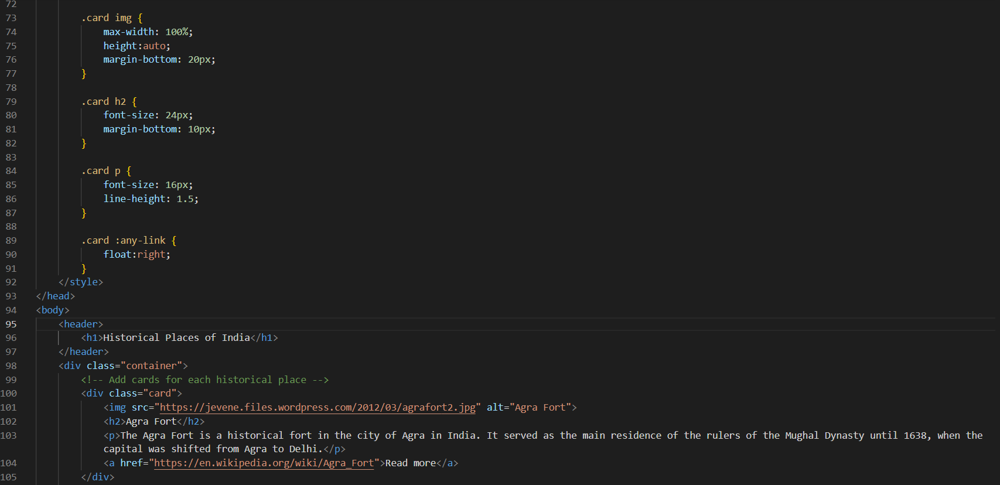 72
73 .card img {
74 max-width: 100%;
75 height:auto;
76 margin-bottom: 20px;
77 }
78
79 .card h2 {
80 font-size: 24px;
81 margin-bottom: 10px;
82 }
83
84 .card p {
85 font-size: 16px;
86 line-height: 1.5;
87 }
88
89 .card :any-link {
90 float:right;
91 }
92 </style>
93 </head>
94 <body>
95 <header>
96 <h1>Historical Places of India</h1>
97 </header>
98 <div class="container">
99 <!-- Add cards for each historical place -->
100 <div class="card">
101 <img src="https://jevene.files.wordpress.com/2012/03/agrafort2.jpg" alt="Agra Fort">
102 <h2>Agra Fort</h2>
103 <p>The Agra Fort is a historical fort in the city of Agra in India. It served as the main residence of the rulers of the Mughal Dynasty until 1638, when the
capital was shifted from Agra to Delhi.</p>
104 <a href="https://en.wikipedia.org/wiki/Agra_Fort">Read more</a>
105 </div>